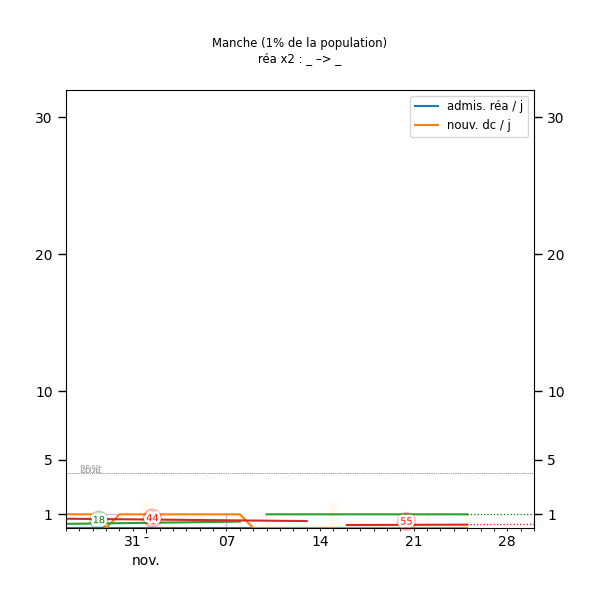 Manche (1% de la population)
réa x2 : _ –> _
admis. réa / j
nouv. dc / j
30 30
20 20
10 10
5 5
1 1
18 44 55
31 - 07 14 21 28
nov.